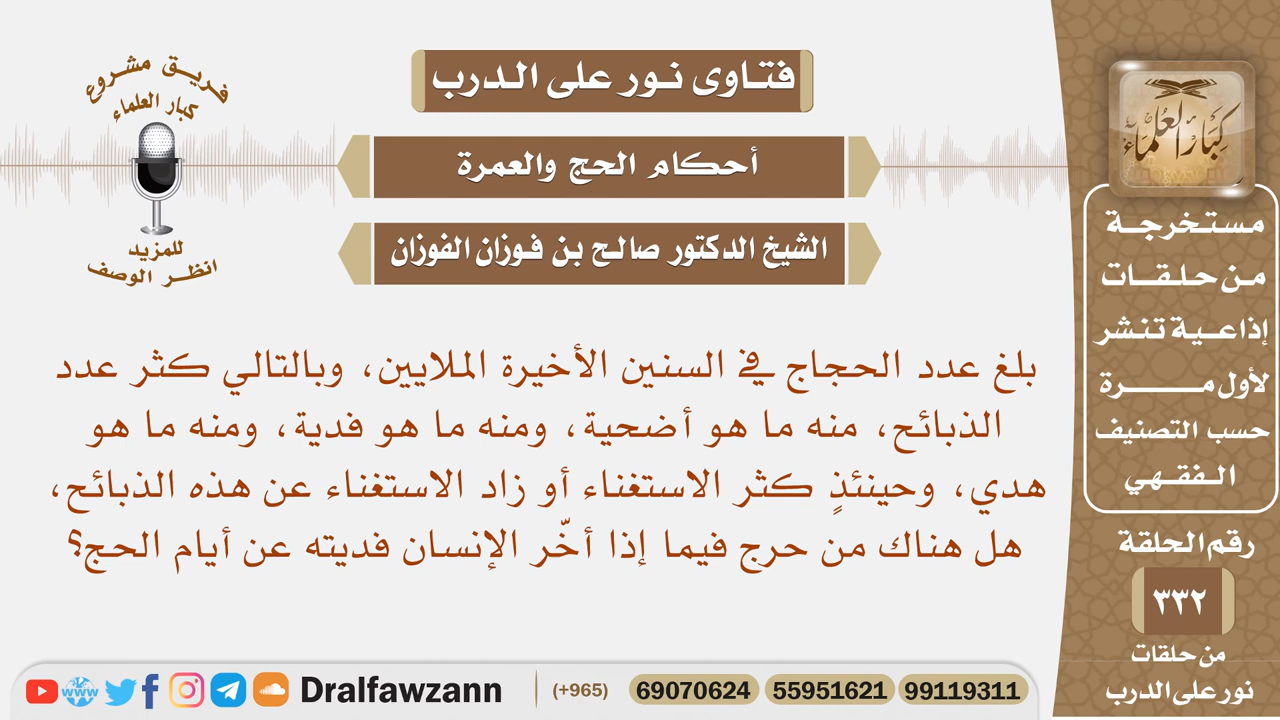 فتاوى نور على الدرب
أحكام الحج والعمرة
الشيخ الدكتور صالح بن فوزان الفوزان
فريق مشروع
كبار العلماء
للمزيد
انظر الوصف
بلغ عدد الحجاج في السنين الأخيرة الملايين، وبالتالي كثر عدد
الذبائح، منه ما هو أضحية، ومنه ما هو فدية، ومنه ما هو
هدي، وحينئذٍ كثر الاستغناء أو زاد الاستغناء عن هذه الذبائح،
هل هناك من حرج فيما إذا أخّر الإنسان فديته عن أيام الحج؟
كبار العلماء
مستخرجة
من حلقات
إذاعية تنشر
لأول مرة
حسب التصنيف
الفقهي
رقم الحلقة
٣٣٢
من حلقات
نور على الدرب
www
Dralfawzann
(+965)
69070624
55951621
99119311